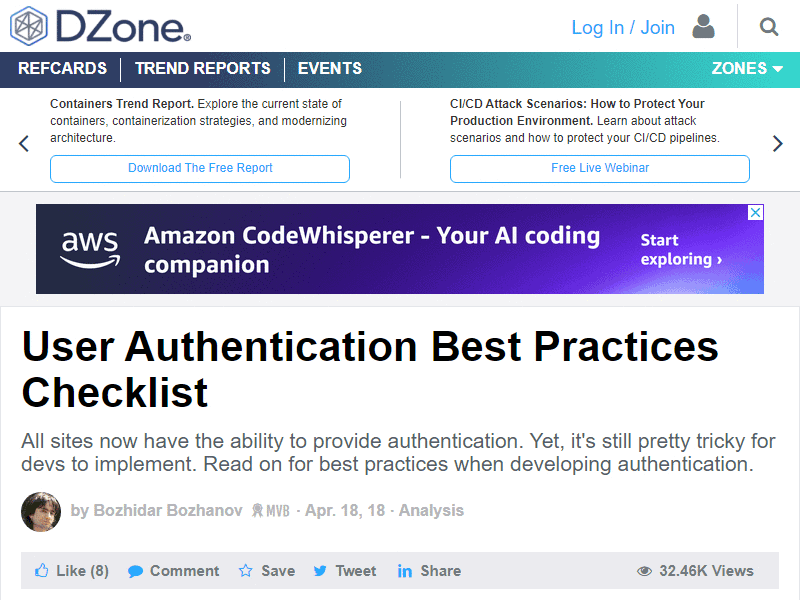 DZone®
Log In / Join
REFCARDS
TREND REPORTS
EVENTS
ZONES
Containers Trend Report. Explore the current state of
containers, containerization strategies, and modernizing
architecture.
Download The Free Report
CI/CD Attack Scenarios: How to Protect Your
Production Environment. Learn about attack
scenarios and how to protect your CI/CD pipelines.
Free Live Webinar
aws
Amazon CodeWhisperer - Your AI coding
companion
Start
exploring ›
User Authentication Best Practices
Checklist
All sites now have the ability to provide authentication. Yet, it's still pretty tricky for
devs to implement. Read on for best practices when developing authentication.
by Bozhidar Bozhanov MVB · Apr. 18, 18 · Analysis
Like (8)
Comment
Save
Tweet
Share
32.46K Views